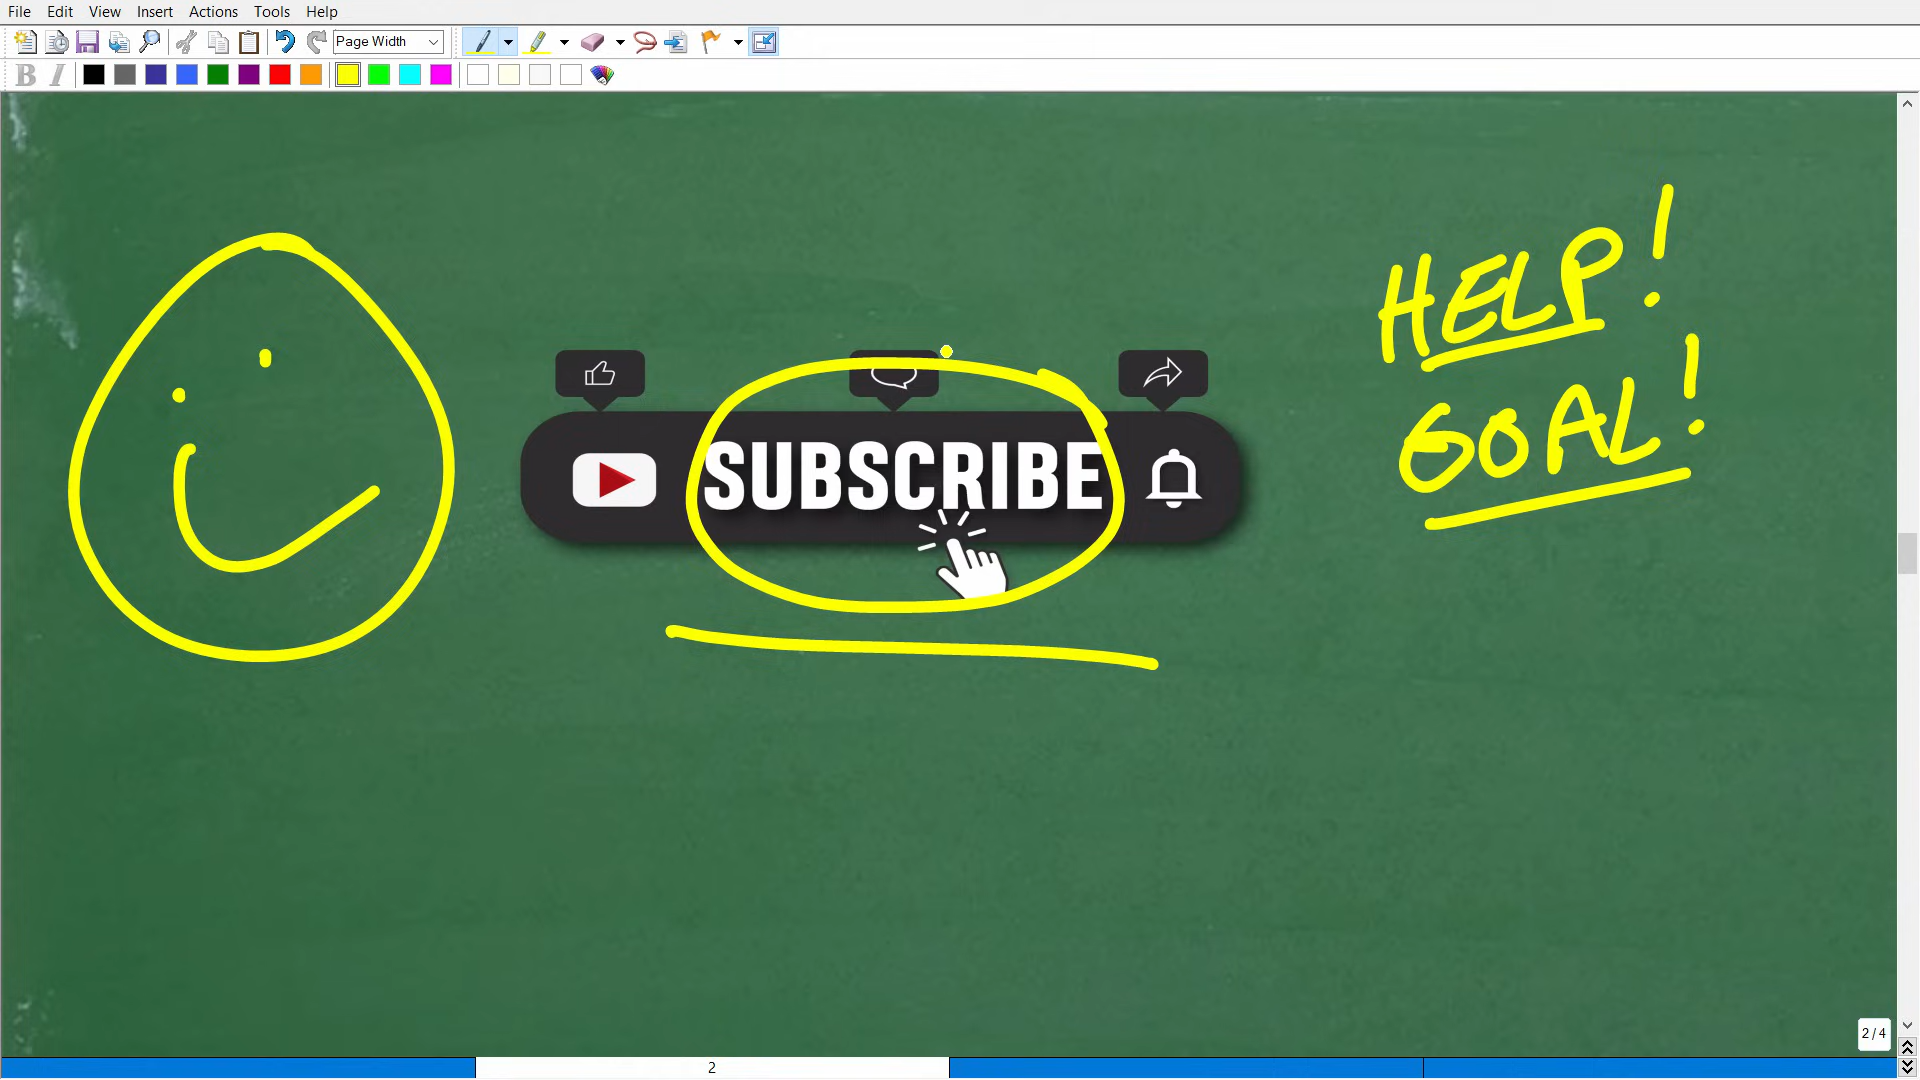 File Edit View Insert Actions Tools Help
Page Width
B I
HELP!
GOAL!
SUBSCRIBE
2 / 4
2